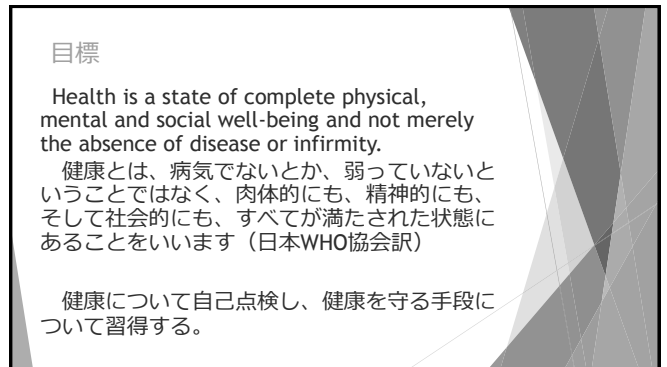 目標
Health is a state of complete physical,
mental and social well-being and not merely
the absence of disease or infirmity.
健康とは、病気でないとか、弱っていないと
いうことではなく、肉体的にも、精神的にも、
そして社会的にも、すべてが満たされた状態に
あることをいいます（日本WHO協会訳）
健康について自己点検し、健康を守る手段に
ついて習得する。